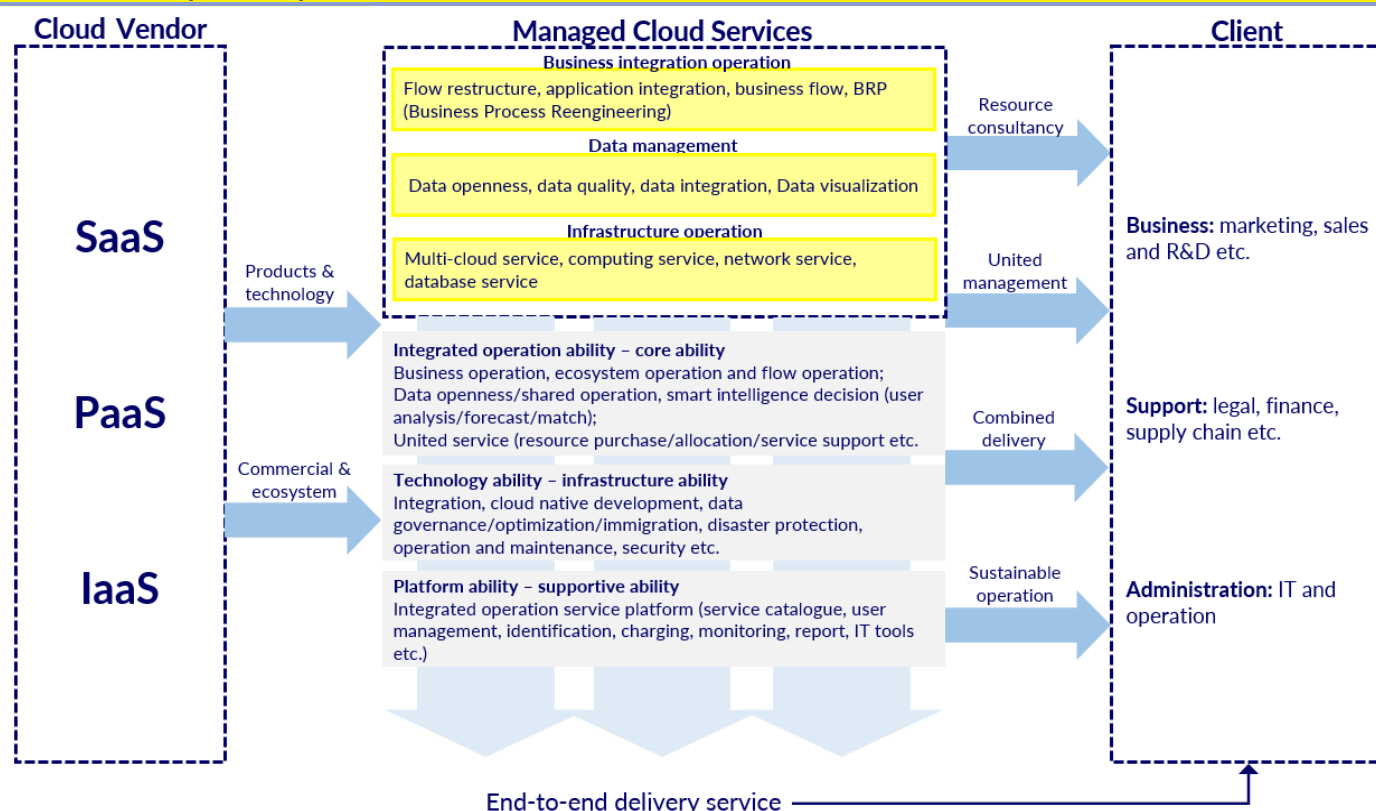 Cloud Vendor
SaaS
PaaS
IaaS
Products &
technology
Commercial &
ecosystem
Managed Cloud Services
Business integration operation
Flow restructure, application integration, business flow, BRP
(Business Process Reengineering)
Data management
Data openness, data quality, data integration, Data visualization
Infrastructure operation
Multi-cloud service, computing service, network service,
database service
Integrated operation ability – core ability
Business operation, ecosystem operation and flow operation;
Data openness/shared operation, smart intelligence decision (user
analysis/forecast/match);
United service (resource purchase/allocation/service support etc.
Technology ability – infrastructure ability
Integration, cloud native development, data
governance/optimization/immigration, disaster protection,
operation and maintenance, security etc.
Platform ability – supportive ability
Integrated operation service platform (service catalogue, user
management, identification, charging, monitoring, report, IT tools
etc.)
Resource
consultancy
United
management
Combined
delivery
Sustainable
operation
Client
Business: marketing, sales
and R&D etc.
Support: legal, finance,
supply chain etc.
Administration: IT and
operation
End-to-end delivery service